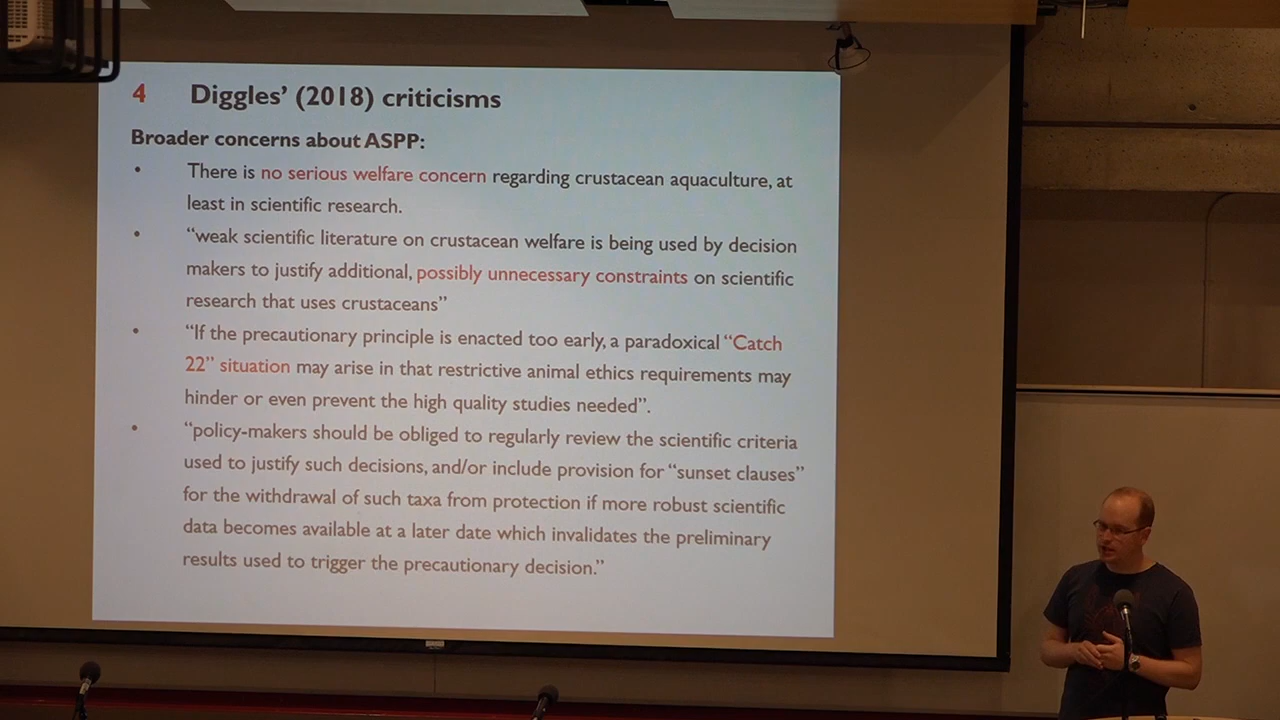 4 Diggles’ (2018) criticisms
Broader concerns about ASPP:
• There is no serious welfare concern regarding crustacean aquaculture, at
least in scientific research.
• “weak scientific literature on crustacean welfare is being used by decision
makers to justify additional, possibly unnecessary constraints on scientific
research that uses crustaceans”
• “If the precautionary principle is enacted too early, a paradoxical “Catch
22” situation may arise in that restrictive animal ethics requirements may
hinder or even prevent the high quality studies needed”.
• “policy-makers should be obliged to regularly review the scientific criteria
used to justify such decisions, and/or include provision for “sunset clauses”
for the withdrawal of such taxa from protection if more robust scientific
data becomes available at a later date which invalidates the preliminary
results used to trigger the precautionary decision.”